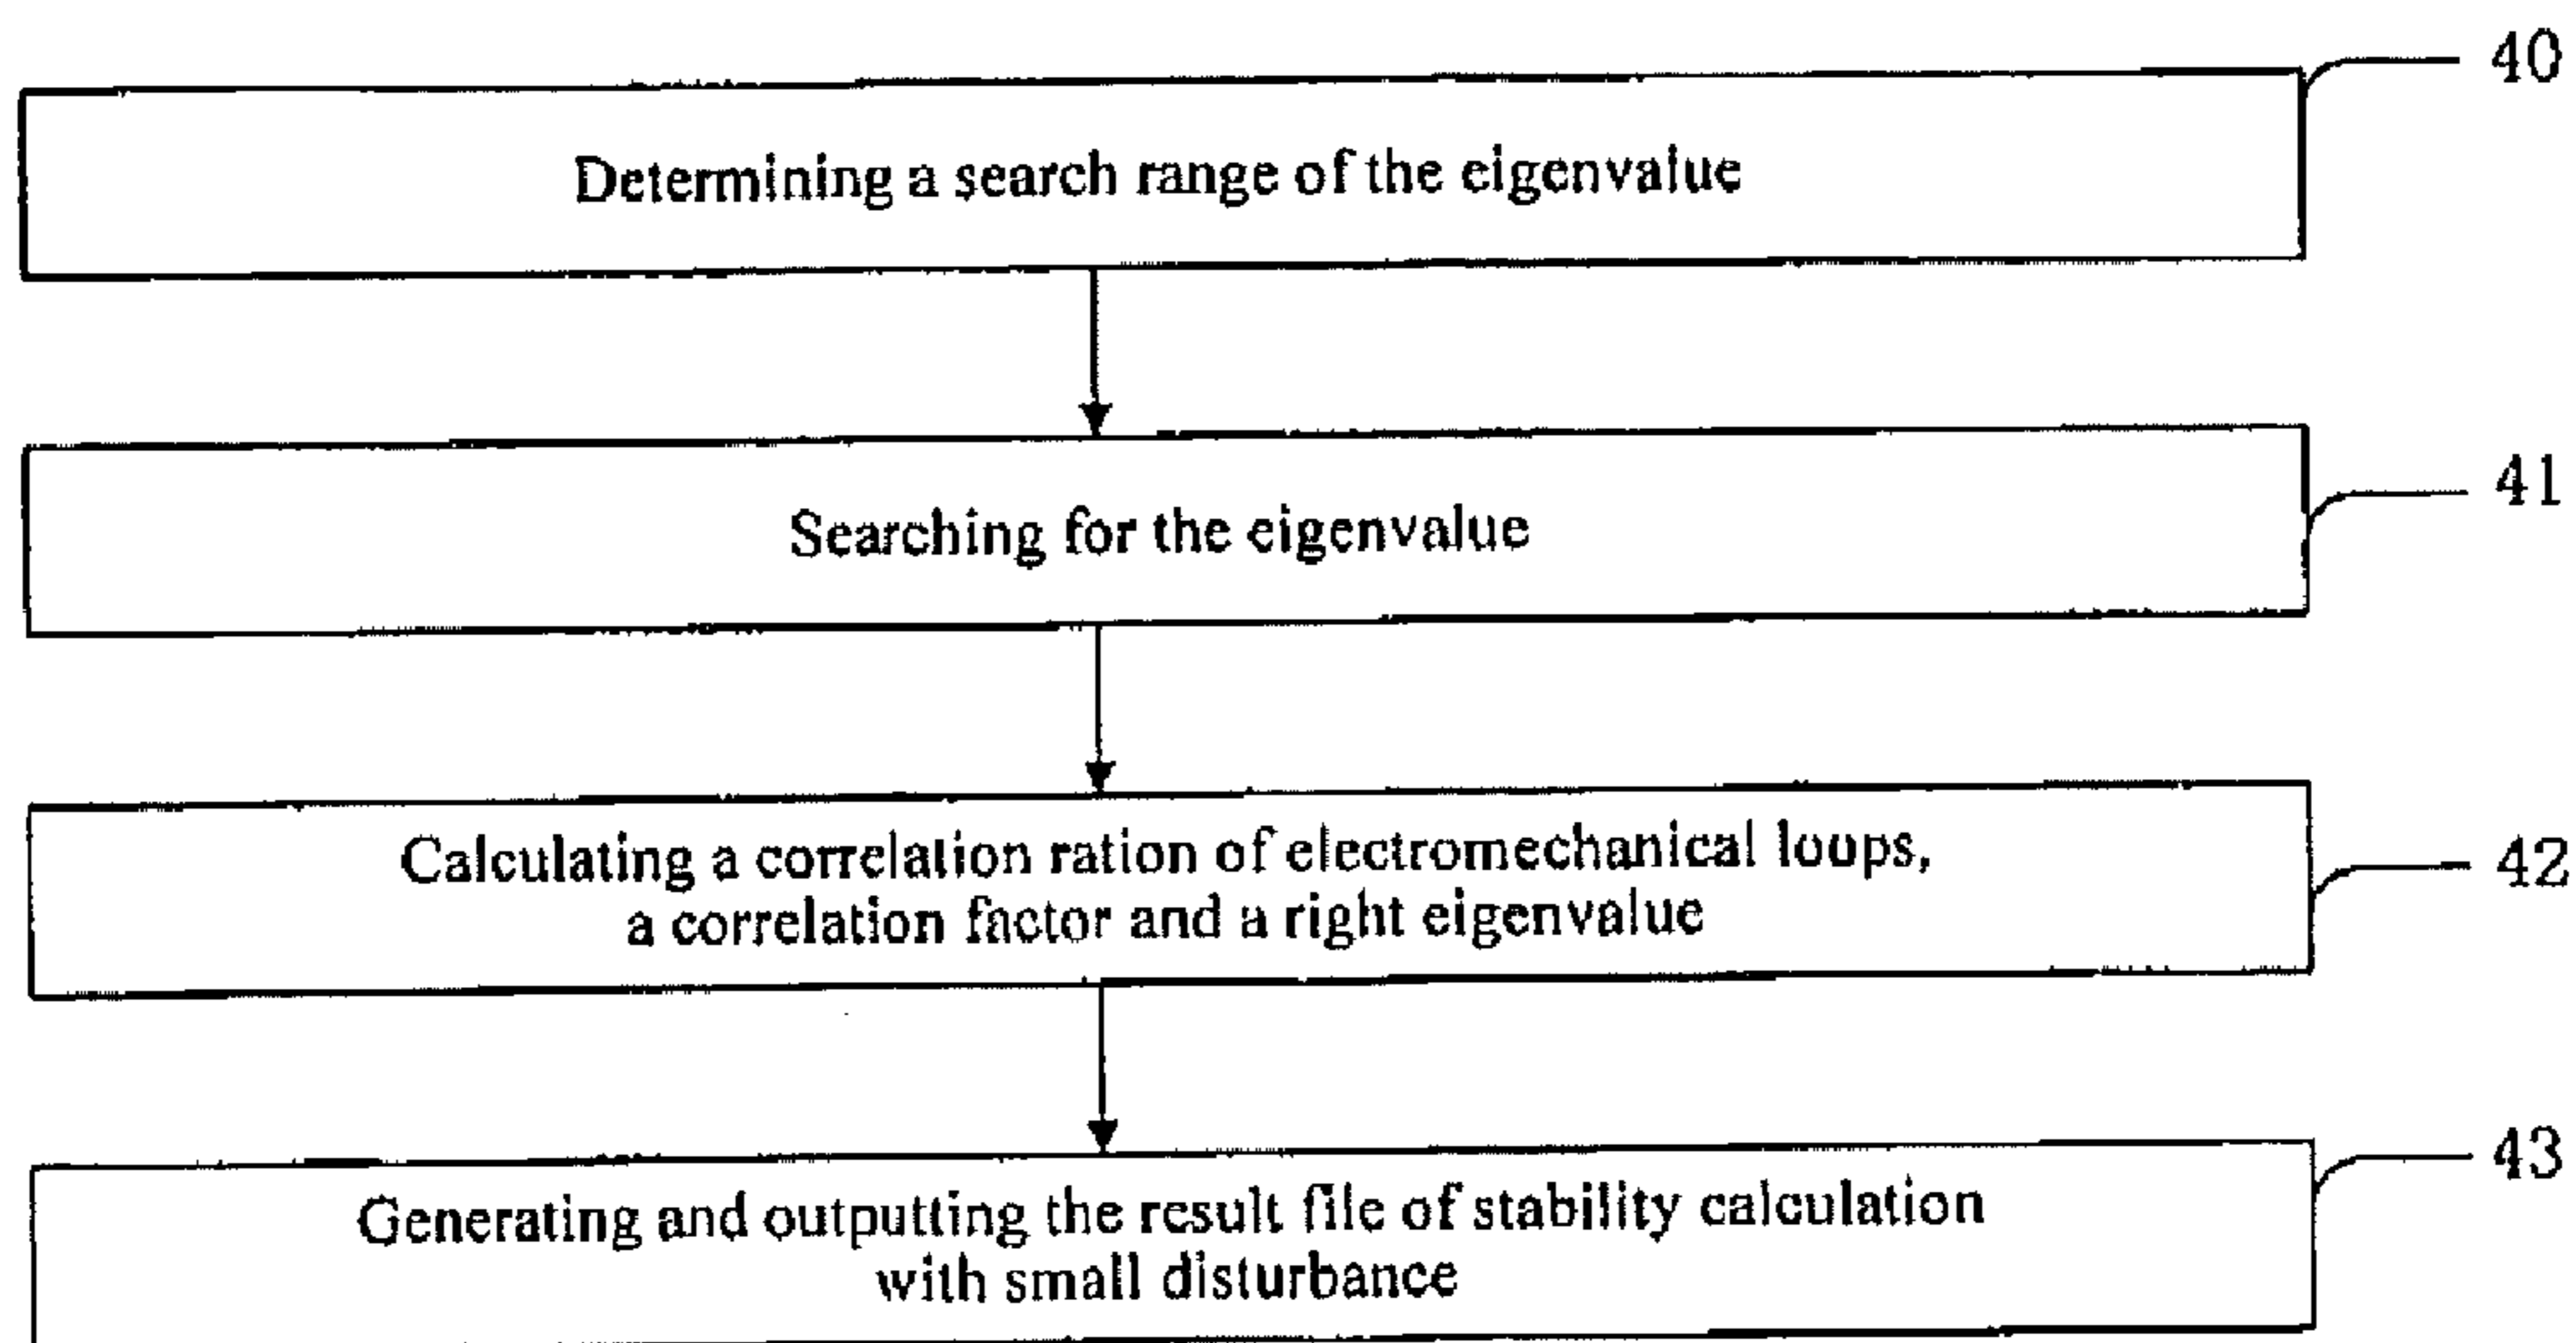 40
Determining a search range of the eigenvalue
41
Searching for the eigenvalue
Calculating a correlation ration of electromechanical loops,
42
a correlation factor and a right eigenvalue
43
Generating and outputting the result file of stability calculation
with small disturbance